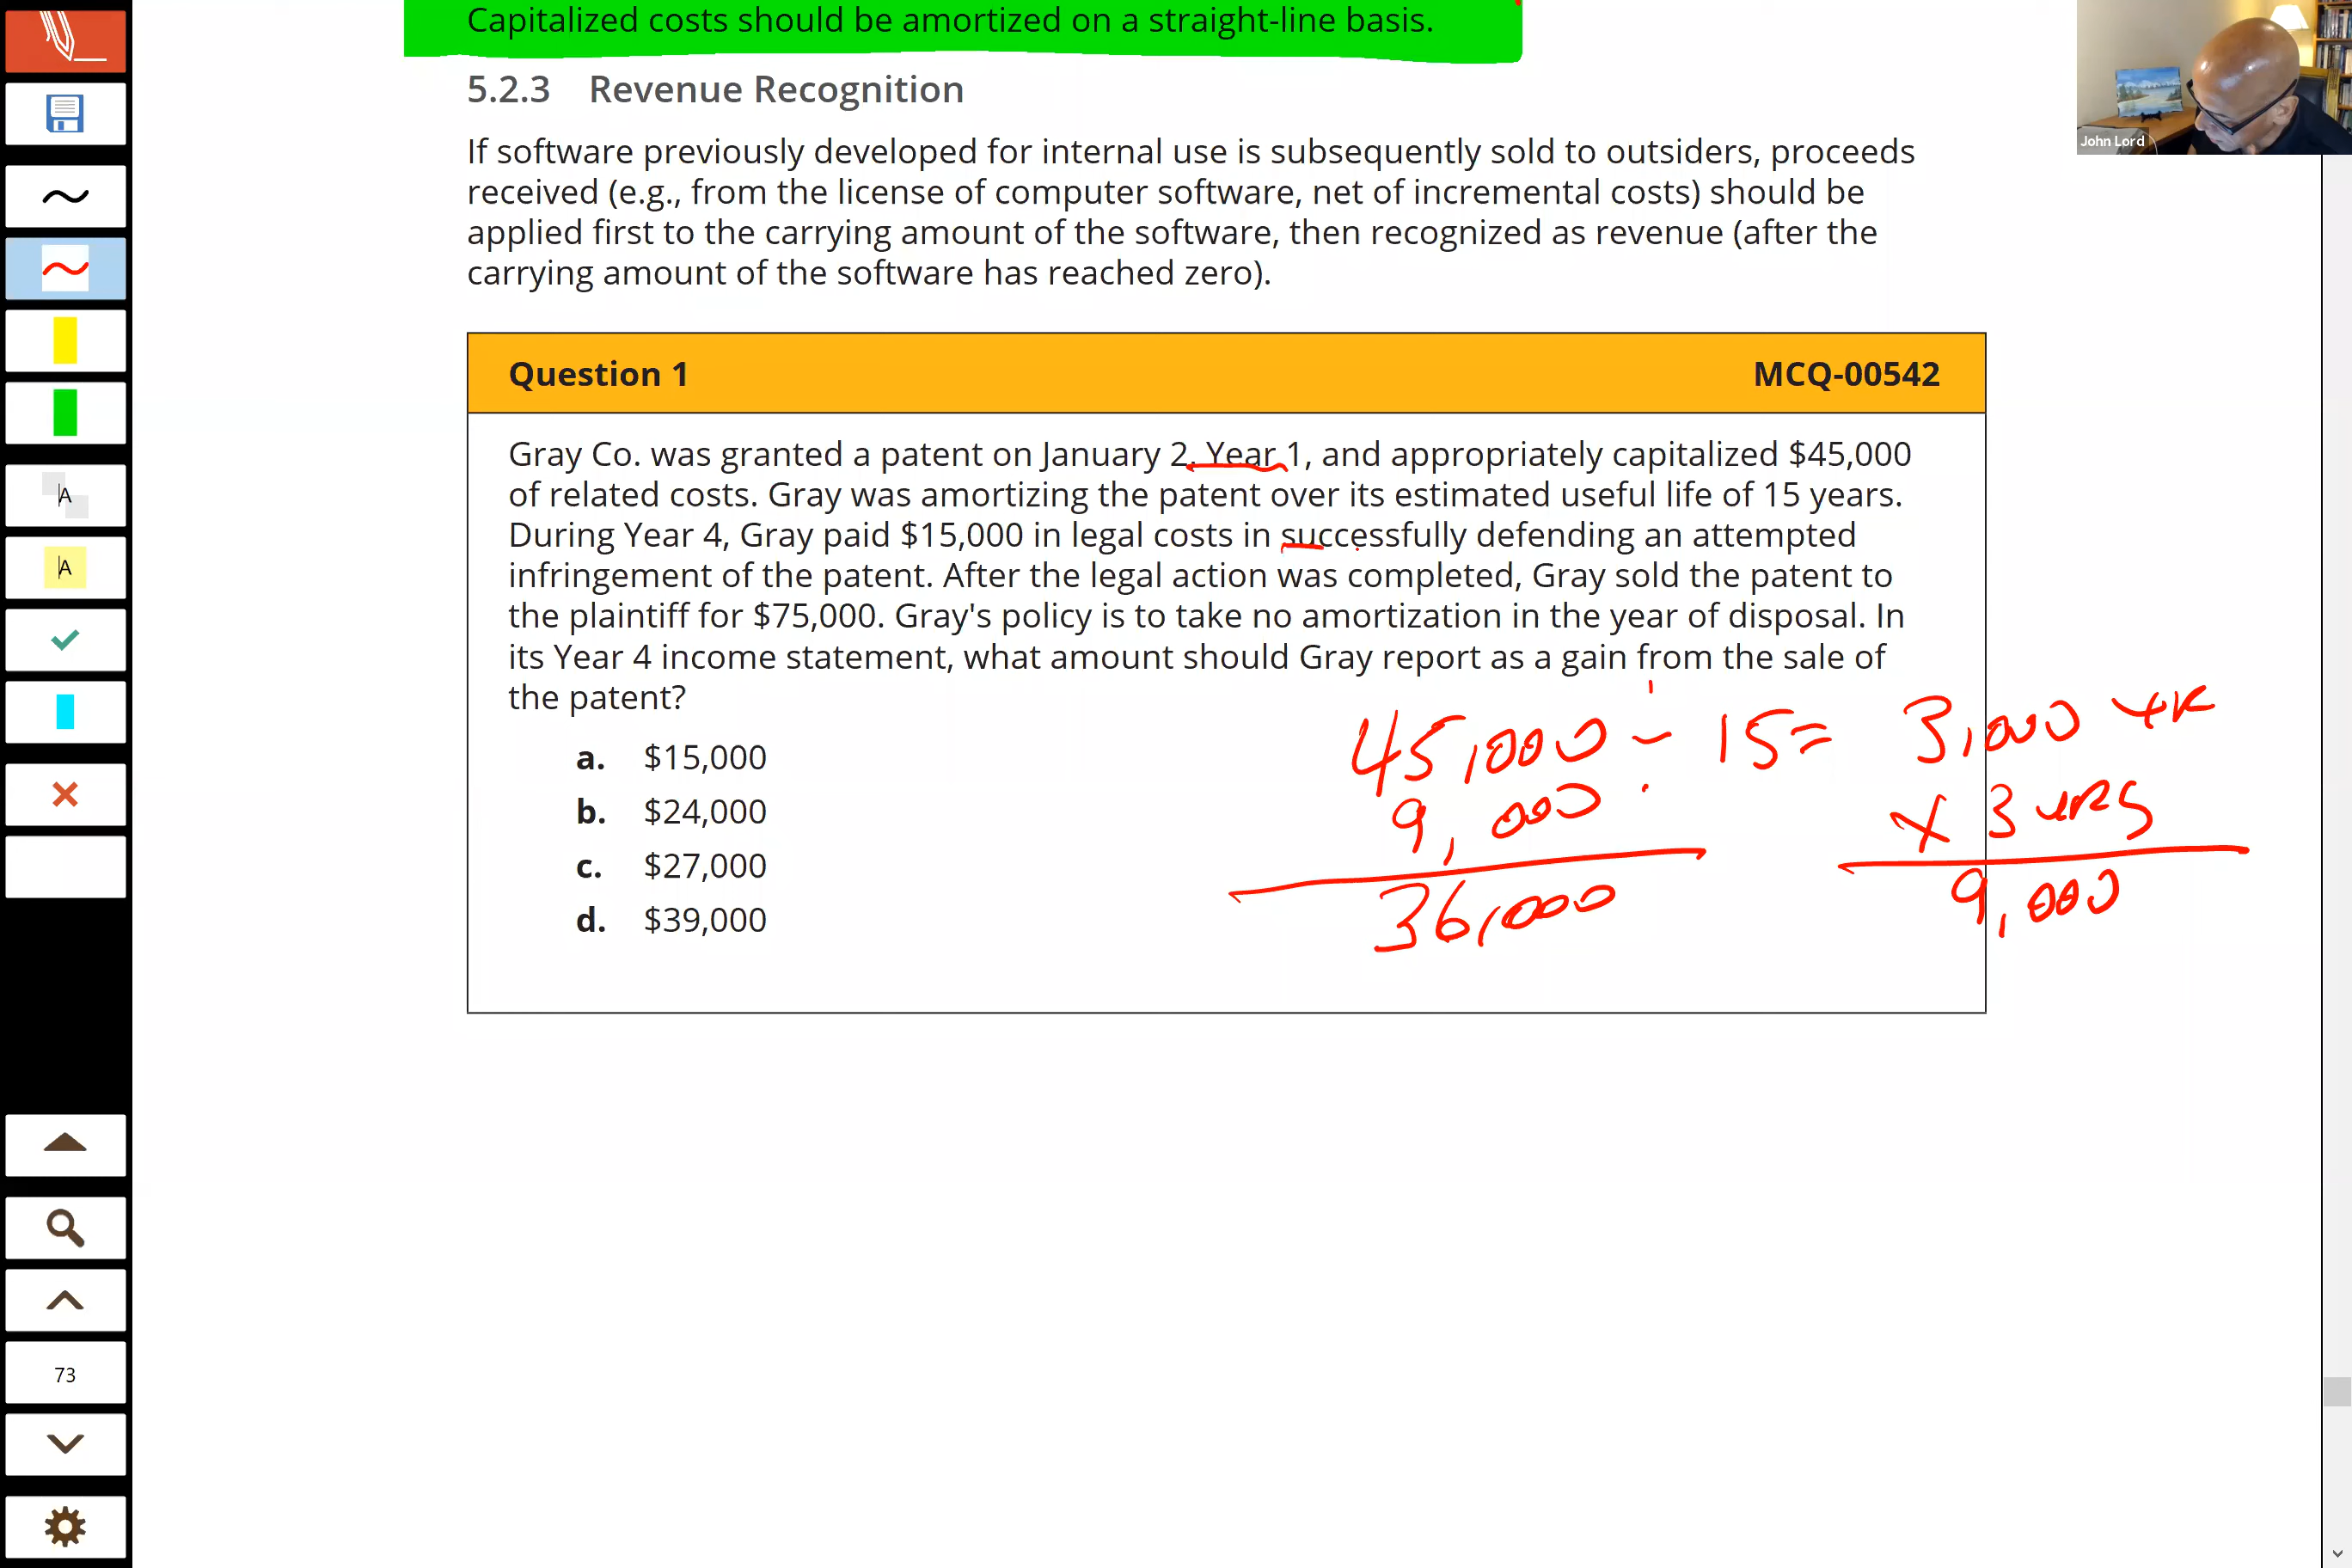 Capitalized costs should be amortized on a straight-line basis.
5.2.3 Revenue Recognition
If software previously developed for internal use is subsequently sold to outsiders, proceeds
received (e.g., from the license of computer software, net of incremental costs) should be
applied first to the carrying amount of the software, then recognized as revenue (after the
carrying amount of the software has reached zero).
John Lord
Question 1 MCQ-00542
Gray Co. was granted a patent on January 2, Year 1, and appropriately capitalized $45,000
of related costs. Gray was amortizing the patent over its estimated useful life of 15 years.
During Year 4, Gray paid $15,000 in legal costs in successfully defending an attempted
infringement of the patent. After the legal action was completed, Gray sold the patent to
the plaintiff for $75,000. Gray's policy is to take no amortization in the year of disposal. In
its Year 4 income statement, what amount should Gray report as a gain from the sale of
the patent?
a. $15,000
b. $24,000
c. $27,000
d. $39,000
45,000 ÷ 15 = 3,000 YR
9,000 x 3 YRS
36,000 9,000
A
A
73